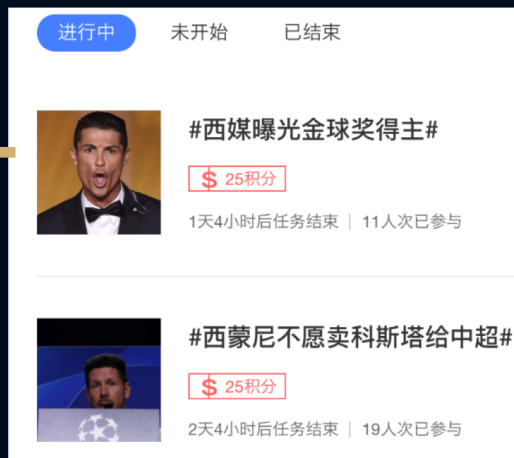 进行中 未开始 已结束
#西媒曝光金球奖得主#
$ 25积分
1天4小时后任务结束 | 11人次已参与
#西蒙尼不愿卖科斯塔给中超#
$ 25积分
2天4小时后任务结束 | 19人次已参与